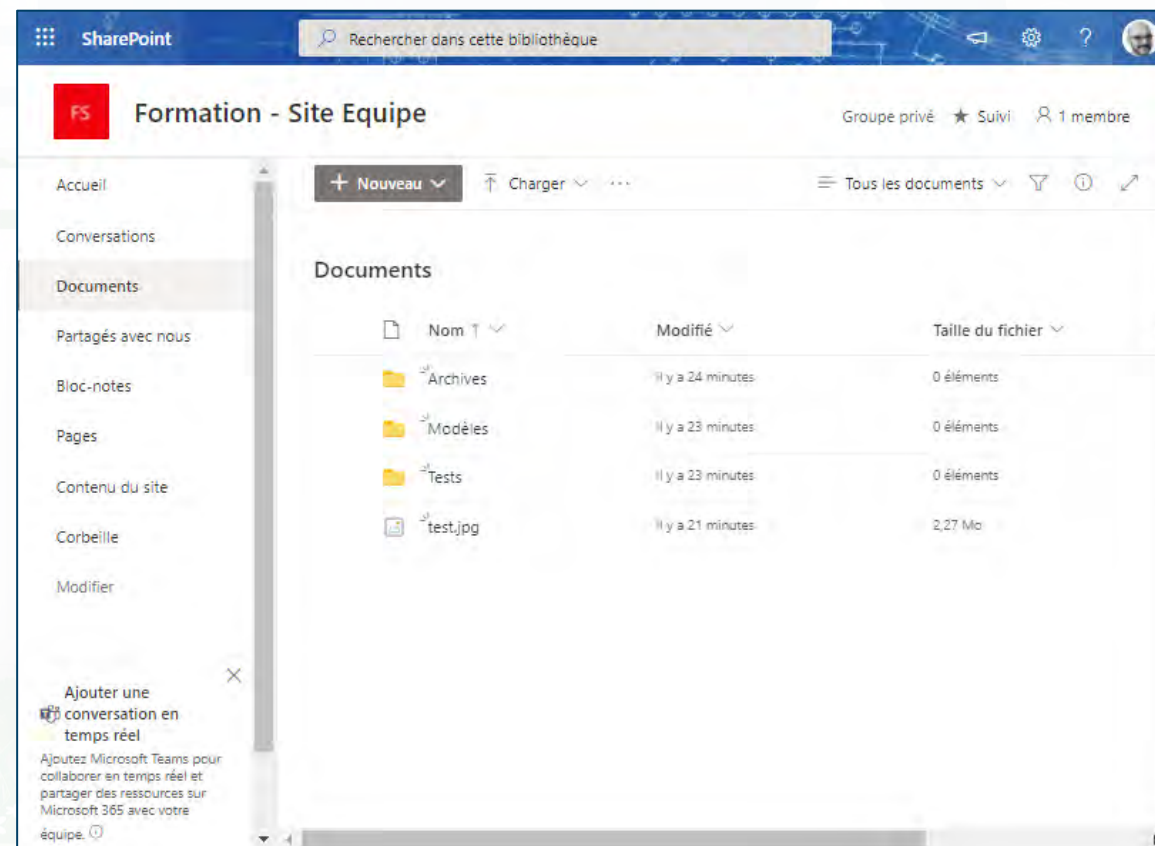 SharePoint
Rechercher dans cette bibliothèque
?
FS
Formation - Site Equipe
Groupe privé ★ Suivi 1 membre
Accueil
Conversations
Documents
Partagés avec nous
Bloc-notes
Pages
Contenu du site
Corbeille
Modifier
Ajouter une
conversation en
temps réel
Ajoutez Microsoft Teams pour
collaborer en temps réel et
partager des ressources sur
Microsoft 365 avec votre
équipe.
+ Nouveau
Charger ...
Tous les documents
Documents
Nom ↑ Modifié Taille du fichier
Archives Il y a 24 minutes 0 éléments
Modèles Il y a 23 minutes 0 éléments
Tests Il y a 23 minutes 0 éléments
test.jpg Il y a 21 minutes 2,27 Mo